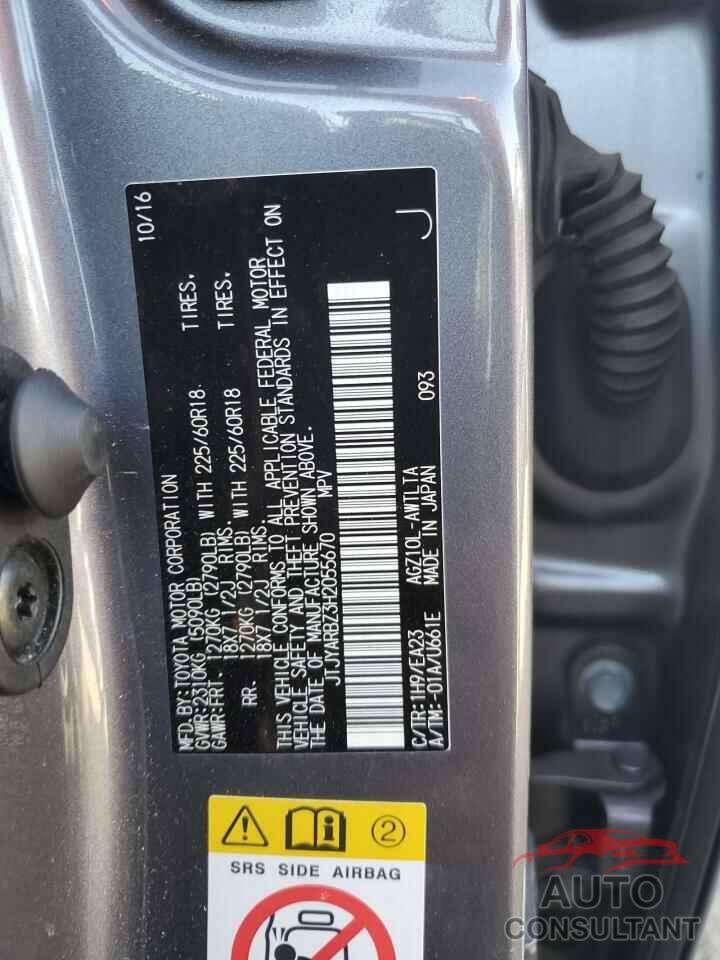 MFD.BY:TOYOTA MOTOR CORPORATION 10/16
GVWR:2310KG (5090LB)
GAWR:FRT. 1270KG (2790LB) WITH 225/60R18 TIRES.
18X7 1/2J RIMS.
RR. 1270KG (2790LB) WITH 225/60R18 TIRES.
18X7 1/2J RIMS.
THIS VEHICLE CONFORMS TO ALL APPLICABLE FEDERAL MOTOR
VEHICLE SAFETY AND THEFT PREVENTION STANDARDS IN EFFECT ON
THE DATE OF MANUFACTURE SHOWN ABOVE.
JTJYARBZ3H2055670 MPV
C/TR:1H9/EA23 AGZ10L-AWTLTA 093
A/TM:-01A/U661E MADE IN JAPAN J
2
SRS SIDE AIRBAG
AUTO
CONSULTANT